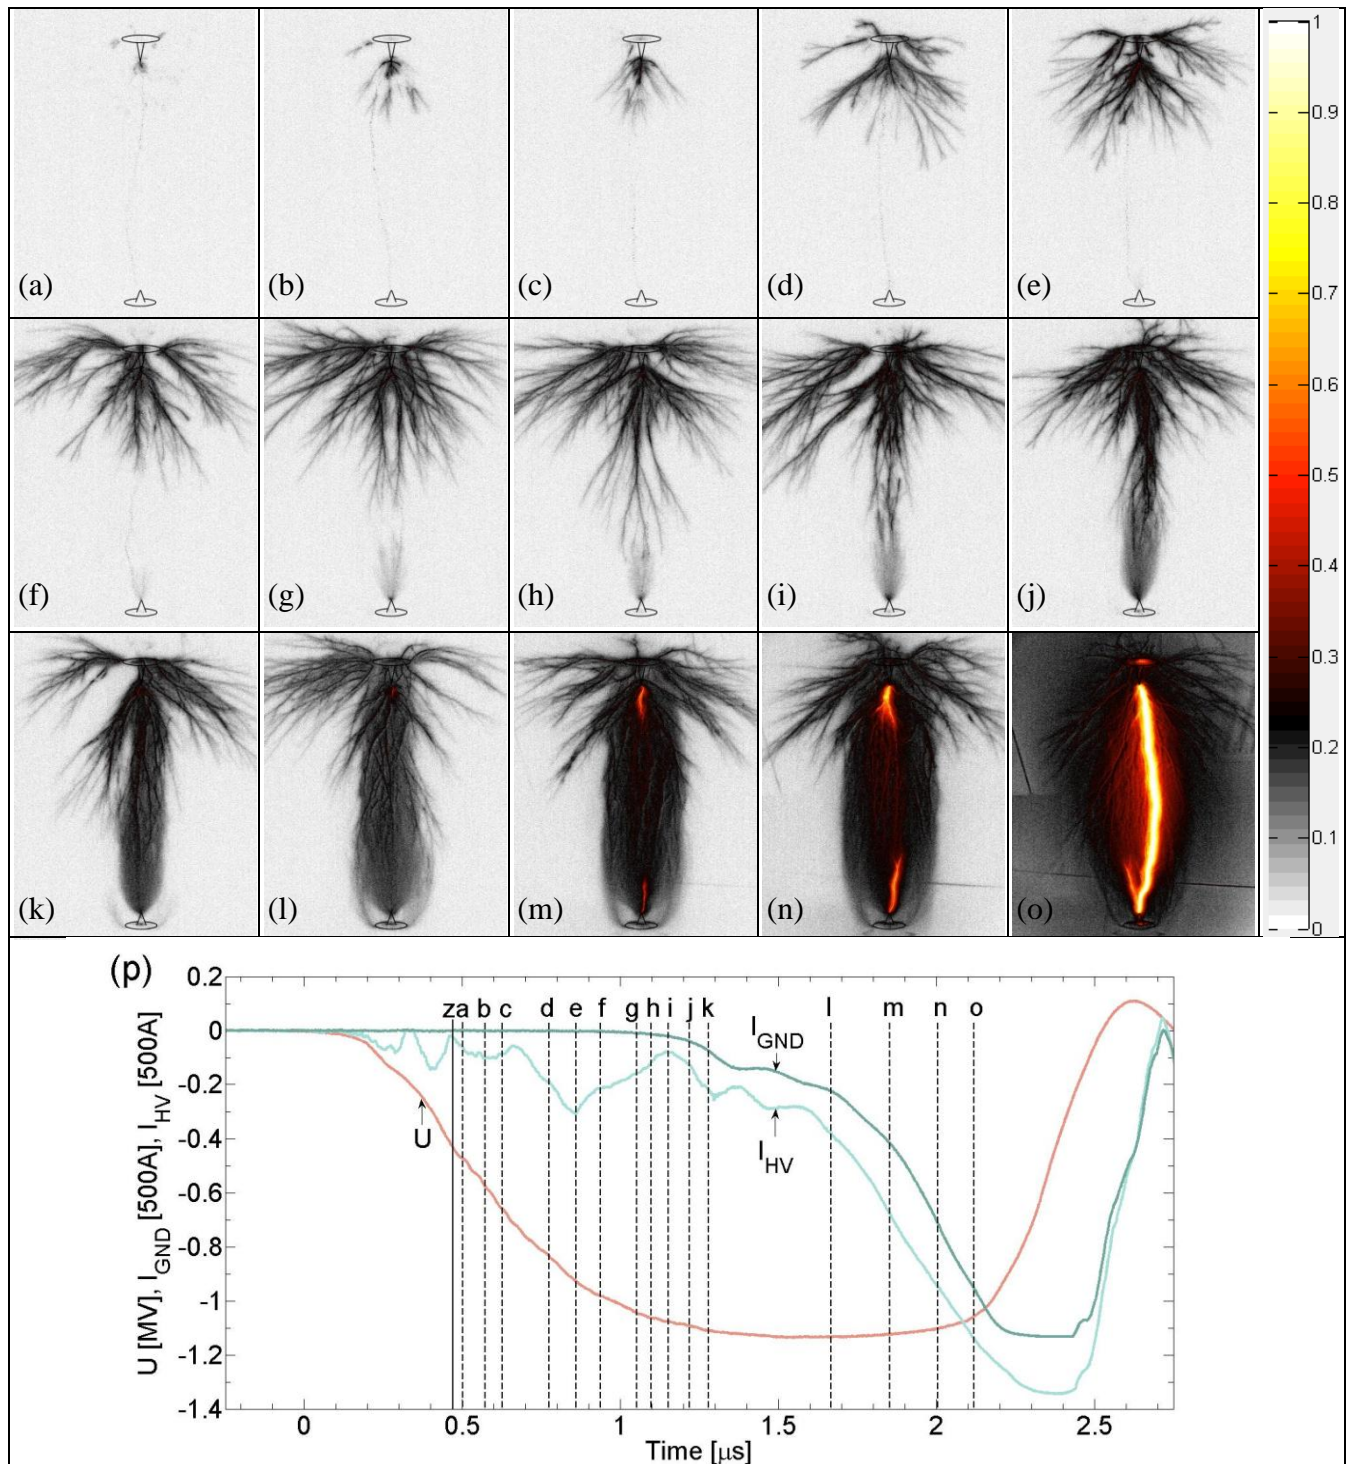 (a) (b) (c) (d) (e)
1
0.9
0.8
0.7
0.6
0.5
0.4
0.3
0.2
0.1
0
(f) (g) (h) (i) (j)
(k) (l) (m) (n) (o)
(p)
U [MV], I_GND [500A], I_HV [500A]
0.2
0
-0.2
-0.4
-0.6
-0.8
-1
-1.2
-1.4
z a b c d e f g h i j k l m n o
I_GND
U
I_HV
0 0.5 1 1.5 2 2.5
Time [μs]